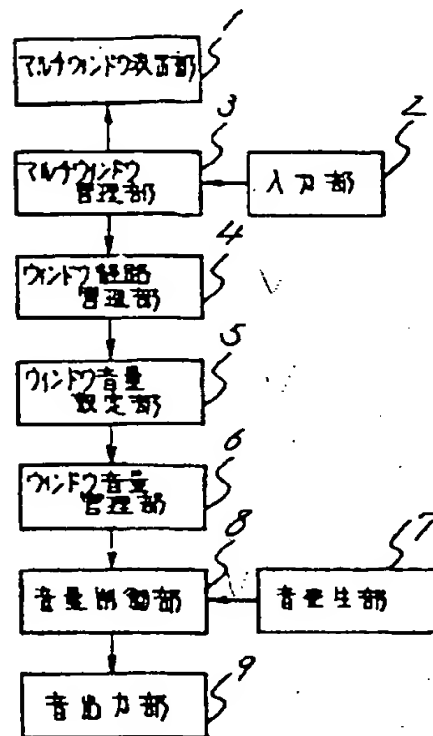 1
マルチウィンドウ表示部
3
2
マルチウィンドウ
管理部
入力部
4
ウィンドウ経路
管理部
5
ウィンドウ音量
設定部
6
ウィンドウ音量
管理部
8
7
音量制御部
音発生部
9
音出力部